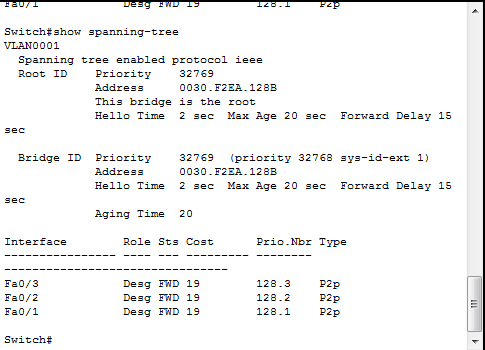 Fa0/1 Desg FWD 19 128.1 P2p
Switch#show spanning-tree
VLAN0001
Spanning tree enabled protocol ieee
Root ID Priority 32769
Address 0030.F2EA.128B
This bridge is the root
Hello Time 2 sec Max Age 20 sec Forward Delay 15
sec
Bridge ID Priority 32769 (priority 32768 sys-id-ext 1)
Address 0030.F2EA.128B
Hello Time 2 sec Max Age 20 sec Forward Delay 15
sec
Aging Time 20
Interface Role Sts Cost Prio.Nbr Type
---------------- ---- --- --------- --------
--------------------------------
Fa0/3 Desg FWD 19 128.3 P2p
Fa0/2 Desg FWD 19 128.2 P2p
Fa0/1 Desg FWD 19 128.1 P2p
Switch#